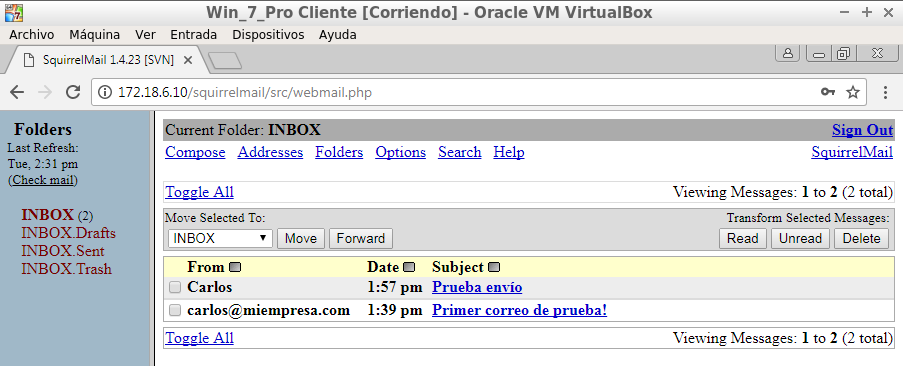 Win_7_Pro Cliente [Corriendo] - Oracle VM VirtualBox
Archivo Máquina Ver Entrada Dispositivos Ayuda
SquirrelMail 1.4.23 [SVN]
172.18.6.10/squirrelmail/src/webmail.php
Folders
Last Refresh:
Tue, 2:31 pm
(Check mail)
INBOX (2)
INBOX.Drafts
INBOX.Sent
INBOX.Trash
Current Folder: INBOX Sign Out
Compose Addresses Folders Options Search Help SquirrelMail
Toggle All Viewing Messages: 1 to 2 (2 total)
Move Selected To: Transform Selected Messages:
INBOX Move Forward Read Unread Delete
From Date Subject
Carlos 1:57 pm Prueba envío
carlos@miempresa.com 1:39 pm Primer correo de prueba!
Toggle All Viewing Messages: 1 to 2 (2 total)